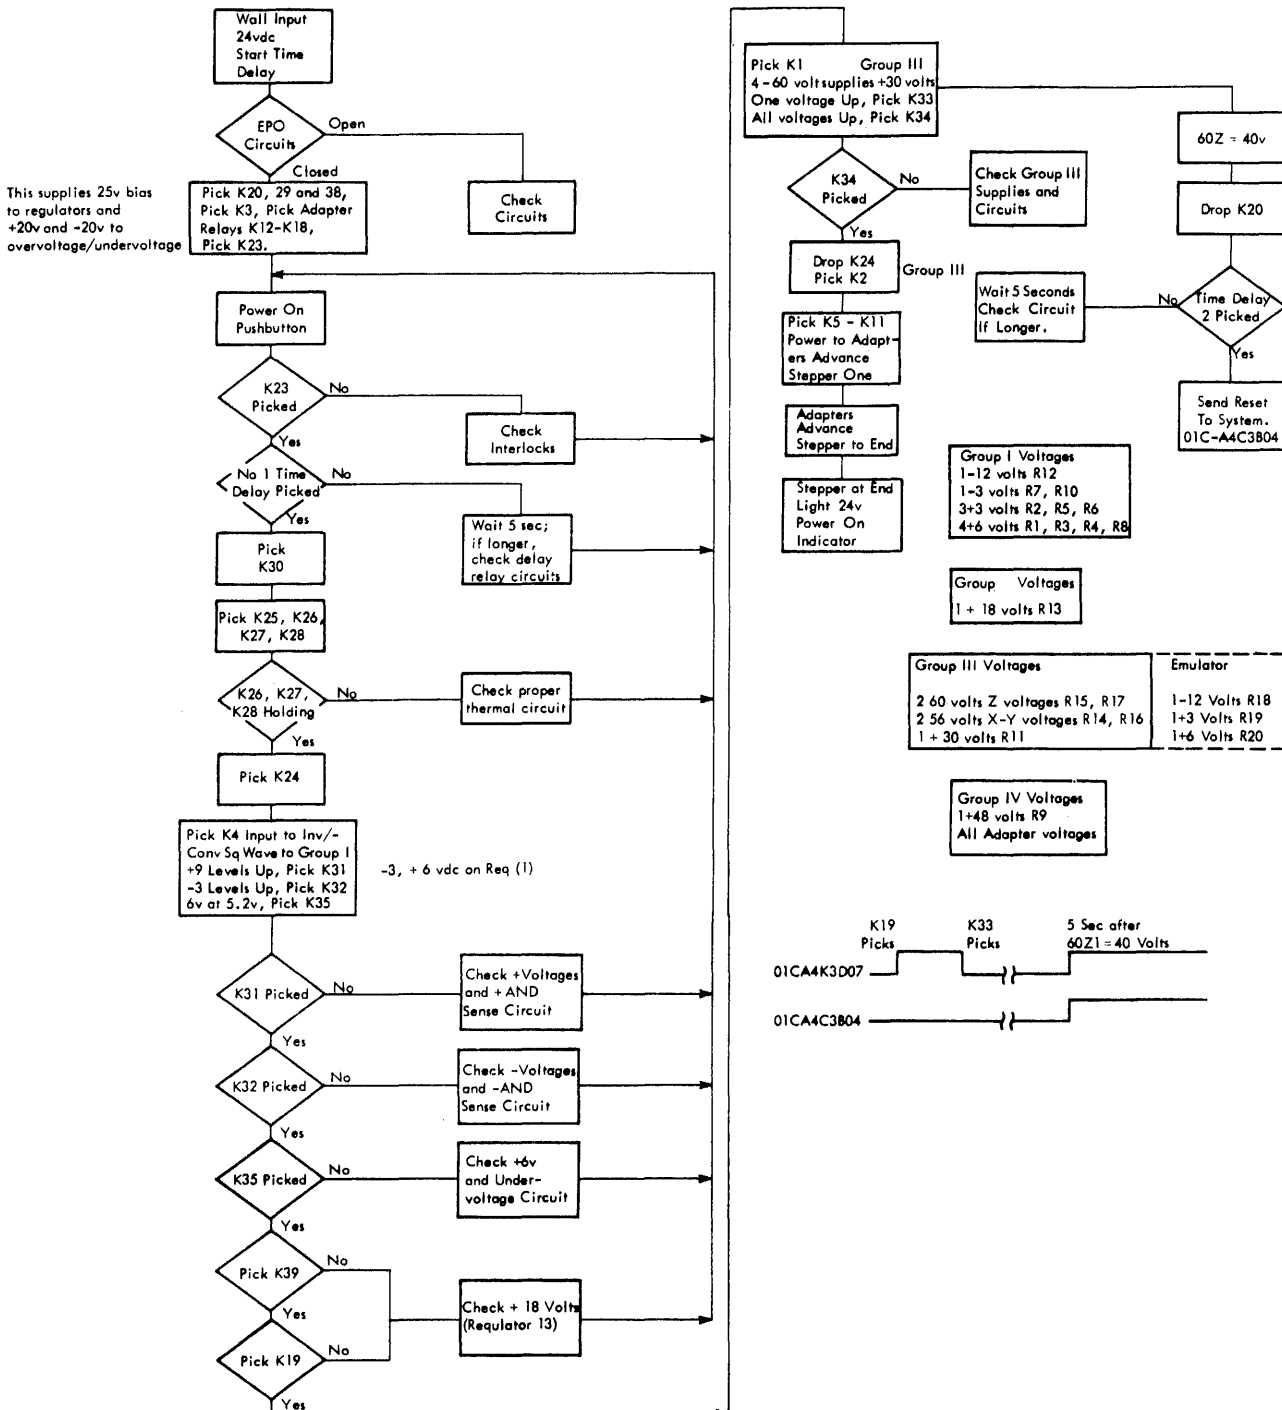 Wall Input
24vdc
Start Time
Delay
EPO
Circuits
Open
Closed
Check
Circuits
This supplies 25v bias
to regulators and
+20v and -20v to
overvoltage/undervoltage
Pick K20, 29 and 38,
Pick K3, Pick Adapter
Relays K12-K18,
Pick K23.
Power On
Pushbutton
K23
Picked
No
Yes
Check
Interlocks
No 1 Time
Delay Picked
No
Yes
Wait 5 sec;
if longer,
check delay
relay circuits
Pick
K30
Pick K25, K26,
K27, K28
K26, K27,
K28 Holding
No
Yes
Check proper
thermal circuit
Pick K24
Pick K4 Input to Inv/-
Conv Sq Wave to Group I
+9 Levels Up, Pick K31
-3 Levels Up, Pick K32
6v at 5.2v, Pick K35
-3, + 6 vdc on Req (1)
K31 Picked
No
Yes
Check +Voltages
and +AND
Sense Circuit
K32 Picked
No
Yes
Check -Voltages
and -AND
Sense Circuit
K35 Picked
No
Yes
Check +6v
and Under-
voltage Circuit
Pick K39
No
Yes
Check + 18 Volts
(Regulator 13)
Pick K19
No
Yes
Pick K1 Group III
4-60 volt supplies +30 volts
One voltage Up, Pick K33
All voltages Up, Pick K34
K34
Picked
No
Yes
Check Group III
Supplies and
Circuits
Drop K24
Pick K2
Group III
Pick K5 - K11
Power to Adapt-
ers Advance
Stepper One
Adapters
Advance
Stepper to End
Stepper at End
Light 24v
Power On
Indicator
60Z = 40v
Drop K20
Time Delay
2 Picked
No
Yes
Wait 5 Seconds
Check Circuit
If Longer.
Send Reset
To System.
01C-A4C3B04
Group I Voltages
1-12 volts R12
1-3 volts R7, R10
3+3 volts R2, R5, R6
4+6 volts R1, R3, R4, R8
Group Voltages
1 + 18 volts R13
Group III Voltages
2 60 volts Z voltages R15, R17
2 56 volts X-Y voltages R14, R16
1 + 30 volts R11
Emulator
1-12 Volts R18
1+3 Volts R19
1+6 Volts R20
Group IV Voltages
1+48 volts R9
All Adapter voltages
K19
Picks
K33
Picks
5 Sec after
60Z1 = 40 Volts
01CA4K3D07
01CA4C3B04